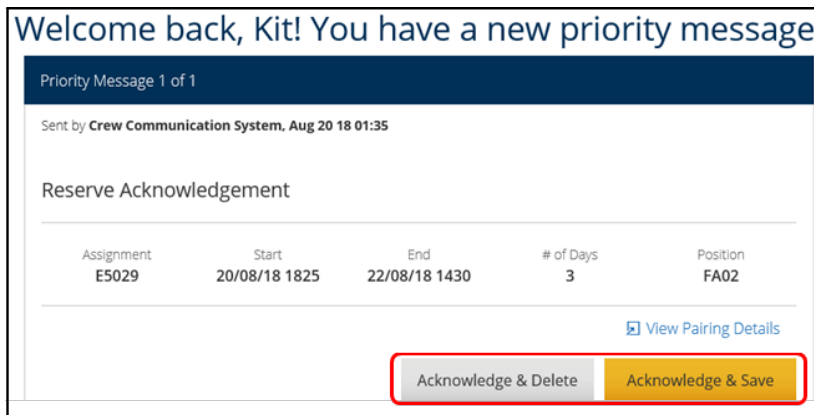 Welcome back, Kit! You have a new priority message
Priority Message 1 of 1
Sent by Crew Communication System, Aug 20 18 01:35
Reserve Acknowledgement
Assignment Start End # of Days Position
E5029 20/08/18 1825 22/08/18 1430 3 FA02
View Pairing Details
Acknowledge & Delete Acknowledge & Save